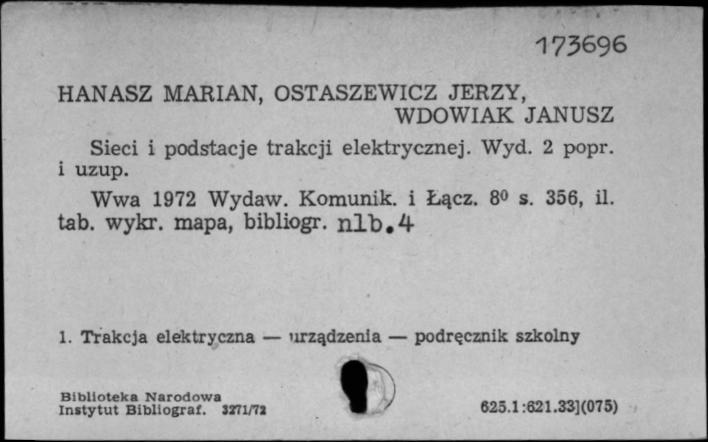 173696
HANASZ MARIAN, OSTASZEWICZ JERZY,
WDOWIAK JANUSZ
Sieci i podstacje trakcji elektrycznej. Wyd. 2 popr.
i uzup.
Wwa 1972 Wydaw. Komunik. i Łącz. 8⁰ s. 356, il.
tab. wykr. mapa, bibliogr. nlb.4
1. Trakcja elektryczna — urządzenia — podręcznik szkolny
Biblioteka Narodowa
Instytut Bibliograf. 3271/72
625.1:621.33](075)